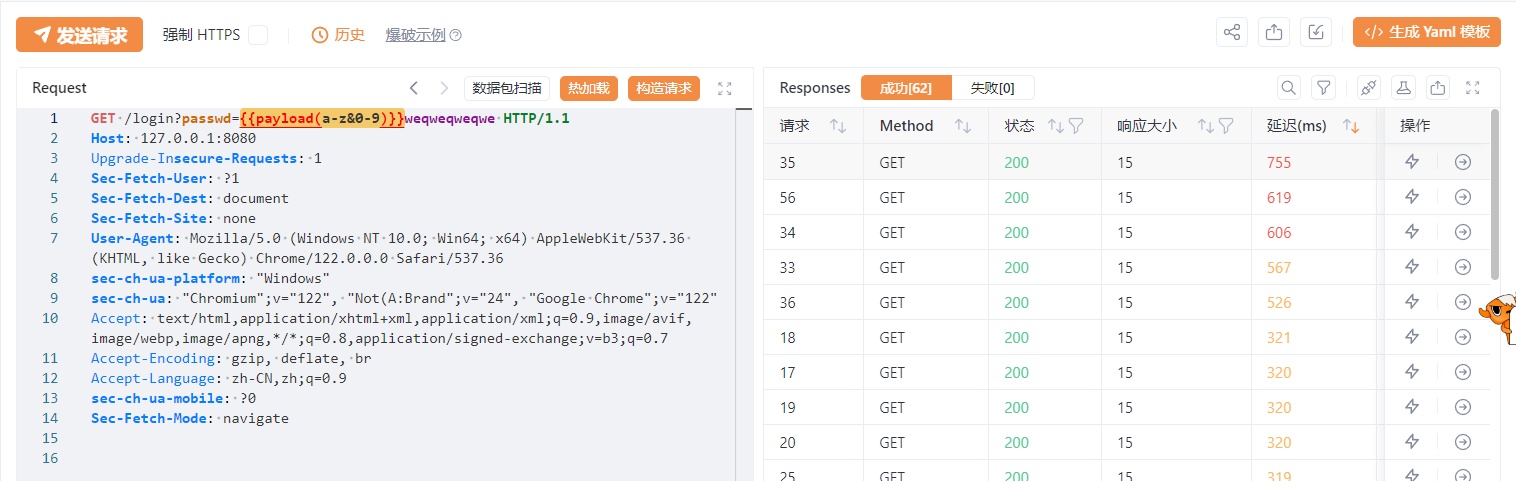 发送请求 强制 HTTPS 历史 爆破示例 生成 Yaml 模板
Request 数据包扫描 热加载 构造请求
1 GET /login?passwd={{payload(a-z&0-9)}}weqweqweqwe HTTP/1.1
2 Host: 127.0.0.1:8080
3 Upgrade-Insecure-Requests: 1
4 Sec-Fetch-User: ?1
5 Sec-Fetch-Dest: document
6 Sec-Fetch-Site: none
7 User-Agent: Mozilla/5.0 (Windows NT 10.0; Win64; x64) AppleWebKit/537.36
(KHTML, like Gecko) Chrome/122.0.0.0 Safari/537.36
8 sec-ch-ua-platform: "Windows"
9 sec-ch-ua: "Chromium";v="122", "Not(A:Brand";v="24", "Google Chrome";v="122"
10 Accept: text/html,application/xhtml+xml,application/xml;q=0.9,image/avif,
image/webp,image/apng,*/*;q=0.8,application/signed-exchange;v=b3;q=0.7
11 Accept-Encoding: gzip, deflate, br
12 Accept-Language: zh-CN,zh;q=0.9
13 sec-ch-ua-mobile: ?0
14 Sec-Fetch-Mode: navigate
15
16
Responses 成功[62] 失败[0]
请求 Method 状态 响应大小 延迟(ms) 操作
35 GET 200 15 755
56 GET 200 15 619
34 GET 200 15 606
33 GET 200 15 567
36 GET 200 15 526
18 GET 200 15 321
17 GET 200 15 320
19 GET 200 15 320
20 GET 200 15 320
25 GET 200 15 319